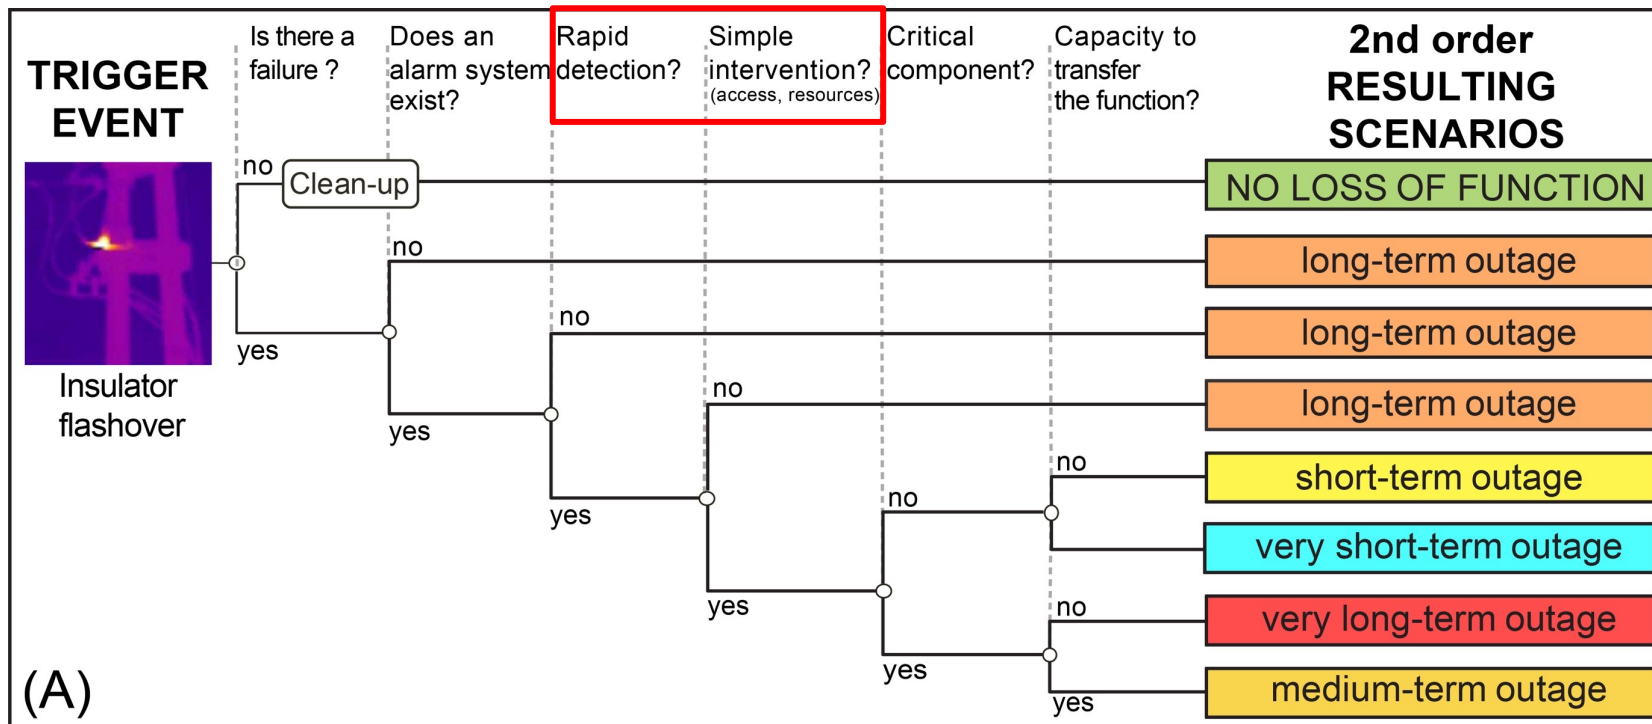 TRIGGER
EVENT
Is there a
failure ?
Does an
alarm system
exist?
Rapid
detection?
Simple
intervention?
(access, resources)
Critical
component?
Capacity to
transfer
the function?
2nd order
RESULTING
SCENARIOS
no
Clean-up
NO LOSS OF FUNCTION
no
long-term outage
yes
no
long-term outage
Insulator
flashover
no
long-term outage
yes
no
short-term outage
yes
no
very short-term outage
yes
no
very long-term outage
yes
medium-term outage
yes
(A)